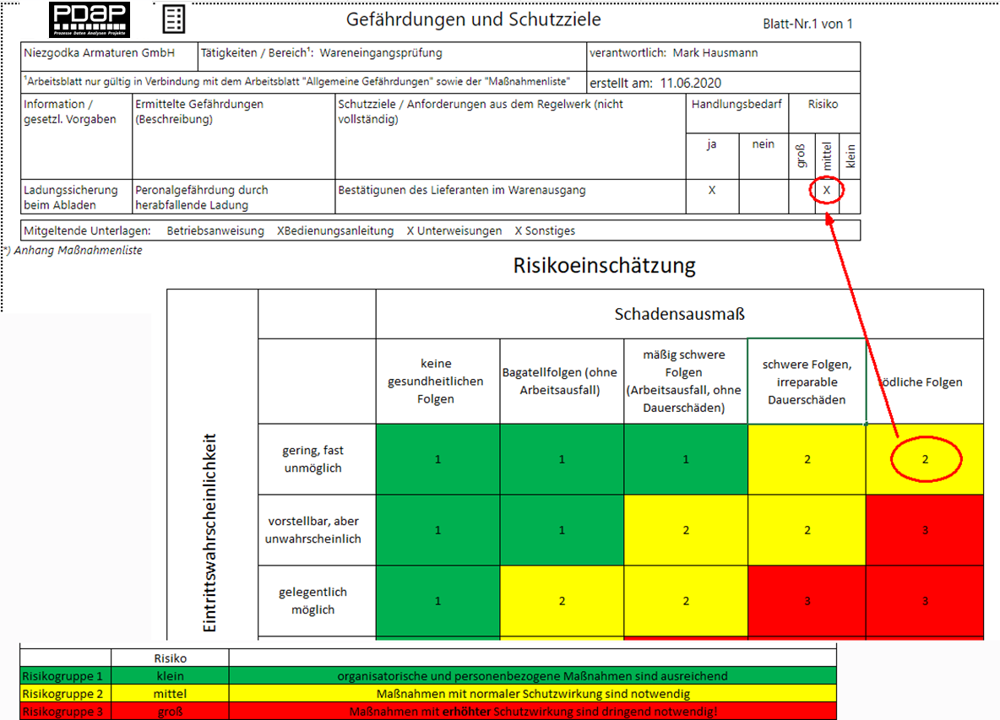 PDAP
Prozesse Daten Analysen Projekte
Gefährdungen und Schutzziele
Blatt-Nr.1 von 1
Niezgodka Armaturen GmbH
Tätigkeiten / Bereich¹: Wareneingangsprüfung
verantwortlich: Mark Hausmann
¹Arbeitsblatt nur gültig in Verbindung mit dem Arbeitsblatt "Allgemeine Gefährdungen" sowie der "Maßnahmenliste"
erstellt am: 11.06.2020
Information /
gesetzl. Vorgaben
Ermittelte Gefährdungen
(Beschreibung)
Schutzziele / Anforderungen aus dem Regelwerk (nicht
vollständig)
Handlungsbedarf
Risiko
ja
nein
groß
mittel
klein
Ladungssicherung
beim Abladen
Peronalgefährdung durch
herabfallende Ladung
Bestätigunen des Lieferanten im Warenausgang
X
X
Mitgeltende Unterlagen: Betriebsanweisung XBedienungsanleitung X Unterweisungen X Sonstiges
*) Anhang Maßnahmenliste
Risikoeinschätzung
Schadensausmaß
keine
gesundheitlichen
Folgen
Bagatellfolgen (ohne
Arbeitsausfall)
mäßig schwere
Folgen
(Arbeitsausfall, ohne
Dauerschäden)
schwere Folgen,
irreparable
Dauerschäden
ödliche Folgen
Eintrittswahrscheinlichkeit
gering, fast
unmöglich
1
1
1
2
2
vorstellbar, aber
unwahrscheinlich
1
1
2
2
3
gelegentlich
möglich
1
2
2
3
3
Risiko
Risikogruppe 1
klein
organisatorische und personenbezogene Maßnahmen sind ausreichend
Risikogruppe 2
mittel
Maßnahmen mit normaler Schutzwirkung sind notwendig
Risikogruppe 3
groß
Maßnahmen mit erhöhter Schutzwirkung sind dringend notwendig!